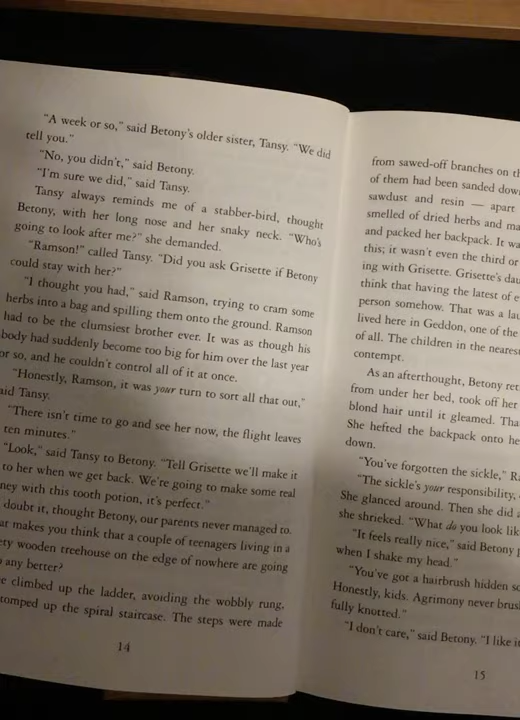 "A week or so," said Betony's older sister, Tansy. "We did
tell you."
"No, you didn't," said Betony.
"I'm sure we did," said Tansy.
Tansy always reminds me of a stabber-bird, thought
Betony, with her long nose and her snaky neck. "Who's
going to look after me?" she demanded.
"Ramson!" called Tansy. "Did you ask Grisette if Betony
could stay with her?"
"I thought you had," said Ramson, trying to cram some
herbs into a bag and spilling them onto the ground. Ramson
had to be the clumsiest brother ever. It was as though his
body had suddenly become too big for him over the last year
or so, and he couldn't control all of it at once.
"Honestly, Ramson, it was your turn to sort all that out,"
aid Tansy.
"There isn't time to go and see her now, the flight leaves
ten minutes."
"Look," said Tansy to Betony. "Tell Grisette we'll make it
to her when we get back. We're going to make some real
ney with this tooth potion, it's perfect."
doubt it, thought Betony, our parents never managed to.
at makes you think that a couple of teenagers living in a
ety wooden treehouse on the edge of nowhere are going
any better?
e climbed up the ladder, avoiding the wobbly rung,
tomped up the spiral staircase. The steps were made
14
from sawed-off branches on th
of them had been sanded dow
sawdust and resin — apart
smelled of dried herbs and ma
and packed her backpack. It wa
this; it wasn't even the third or
ing with Grisette. Grisette's dau
think that having the latest of e
person somehow. That was a lau
lived here in Geddon, one of the
of all. The children in the nearest
contempt.
As an afterthought, Betony ret
from under her bed, took off her
blond hair until it gleamed. Tha
She hefted the backpack onto he
down.
"You've forgotten the sickle," Ra
"The sickle's your responsibility,
She glanced around. Then she did a
she shrieked. "What do you look lik
"It feels really nice," said Betony
when I shake my head."
"You've got a hairbrush hidden so
Honestly, kids. Agrimony never brus
fully knotted."
"I don't care," said Betony. "I like it
15